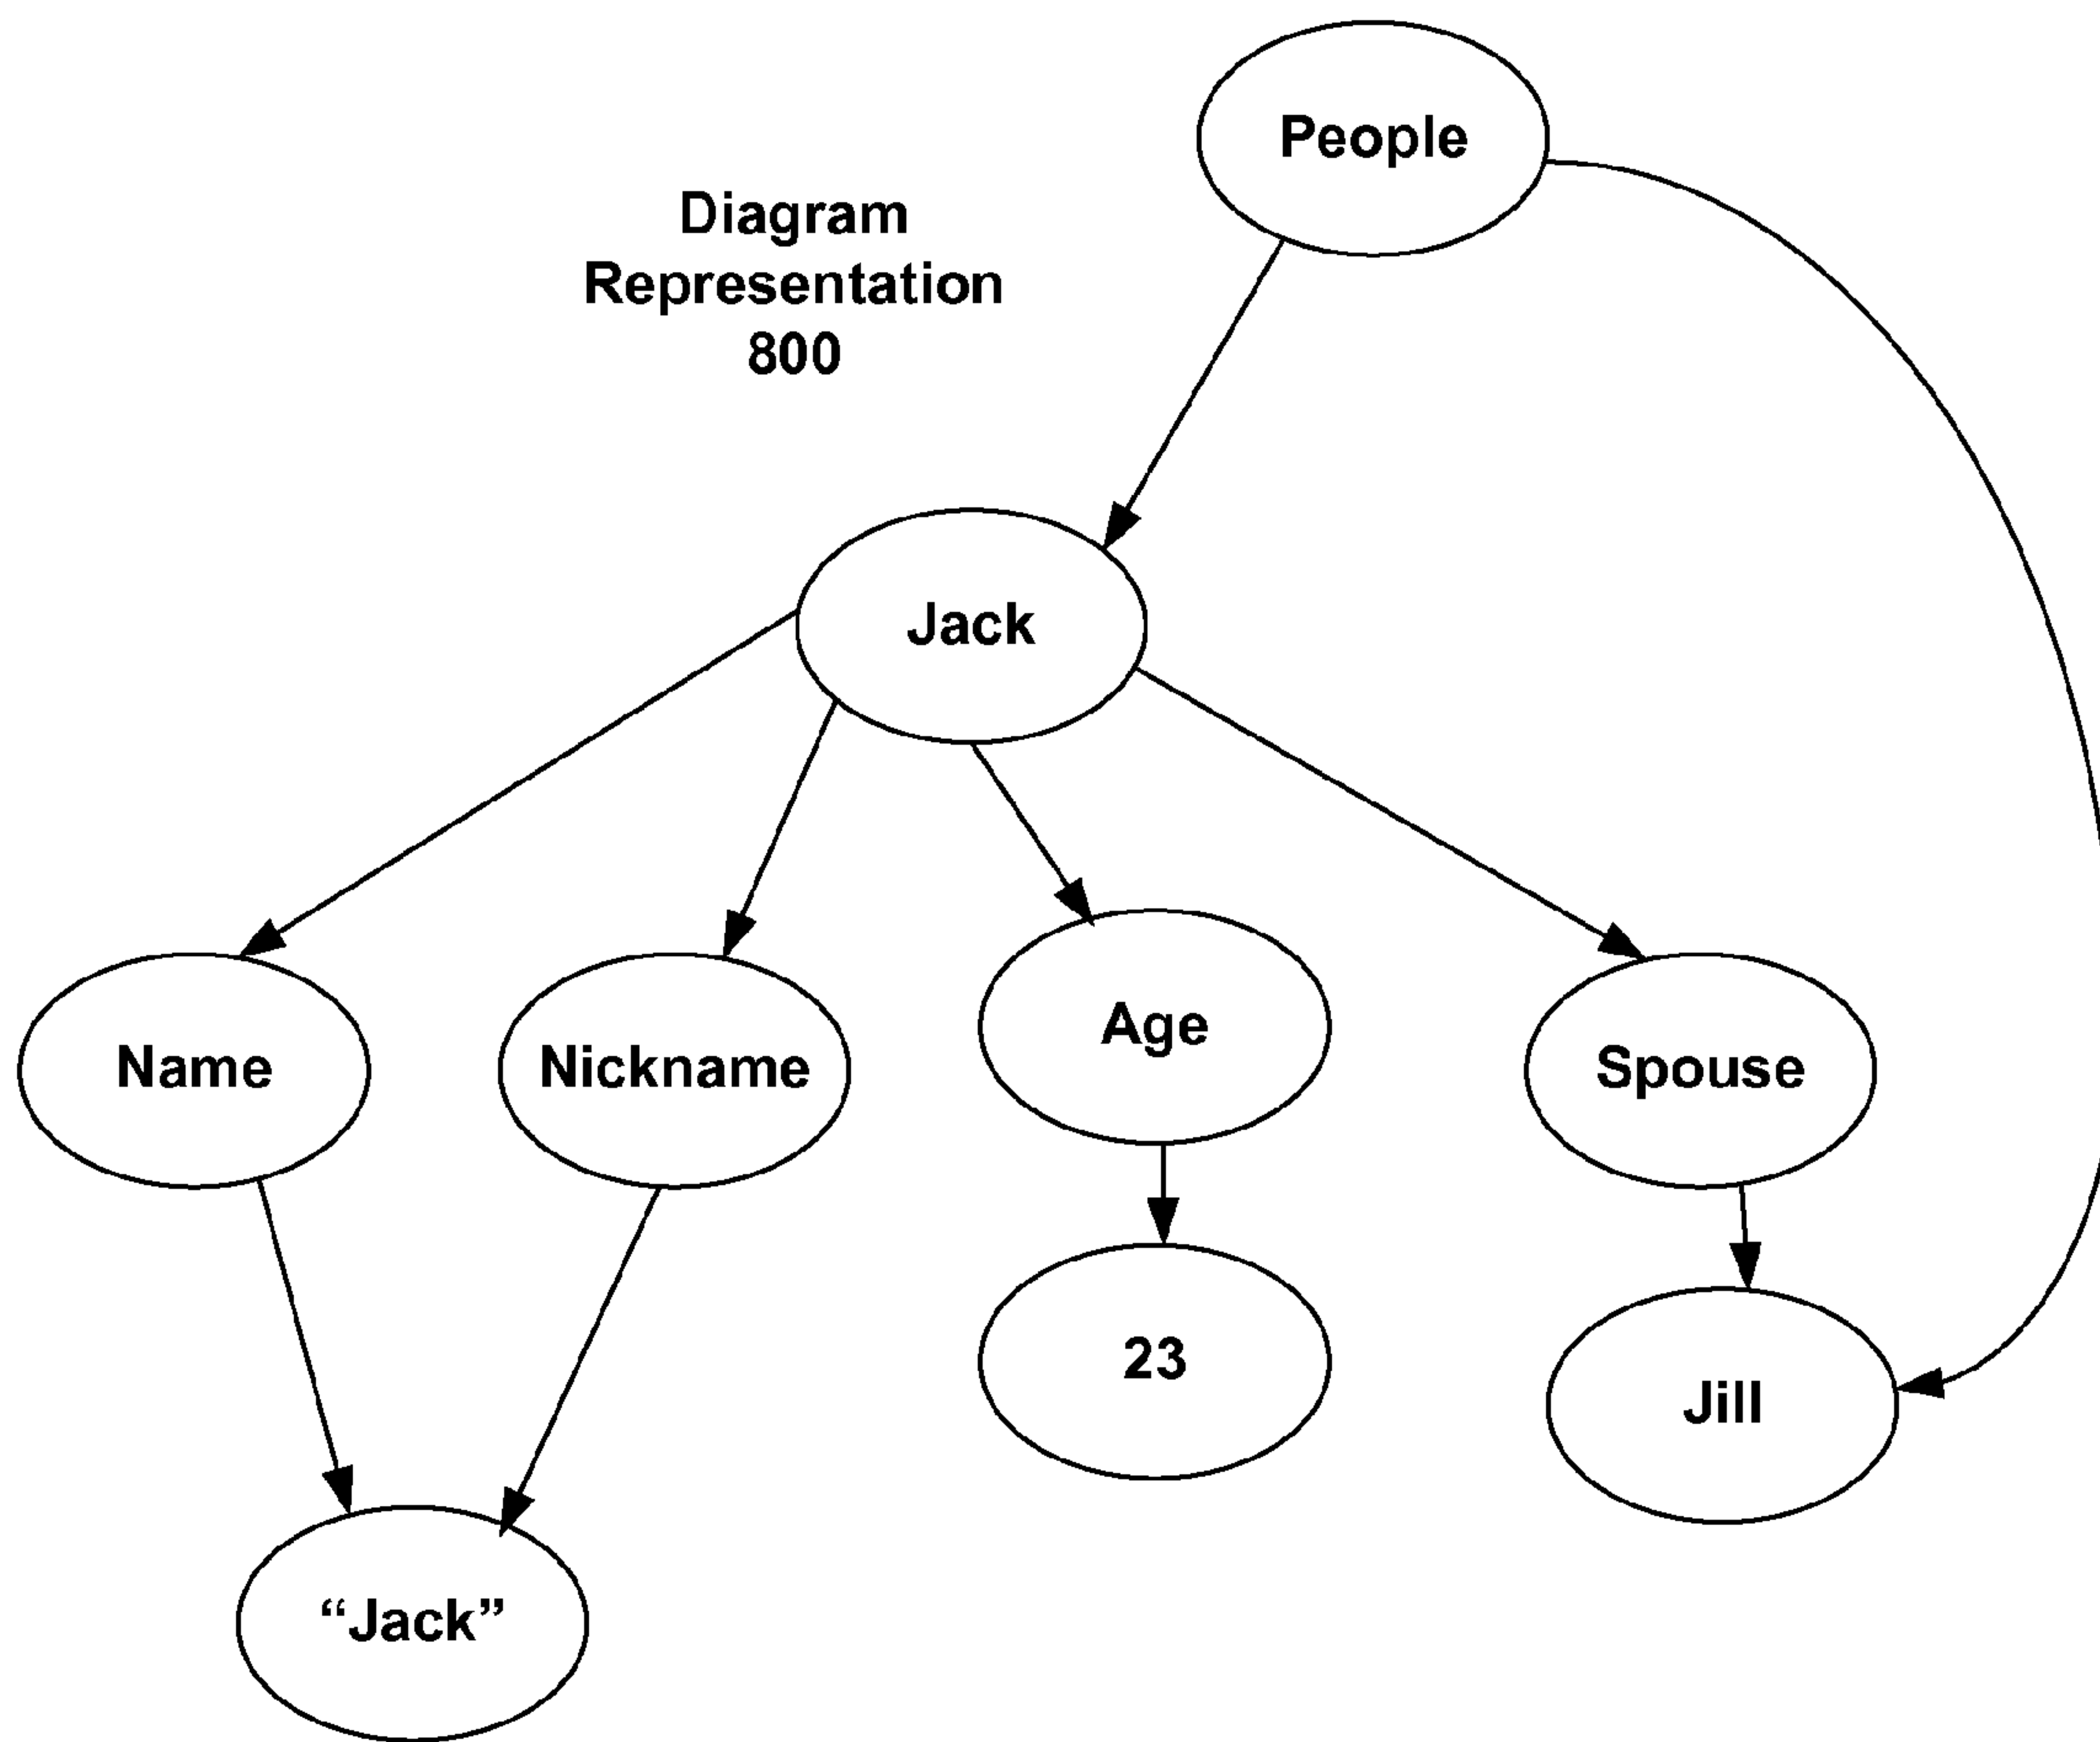 People
Diagram
Representation
800
Jack
Name
Nickname
Age
Spouse
23
Jill
“Jack”